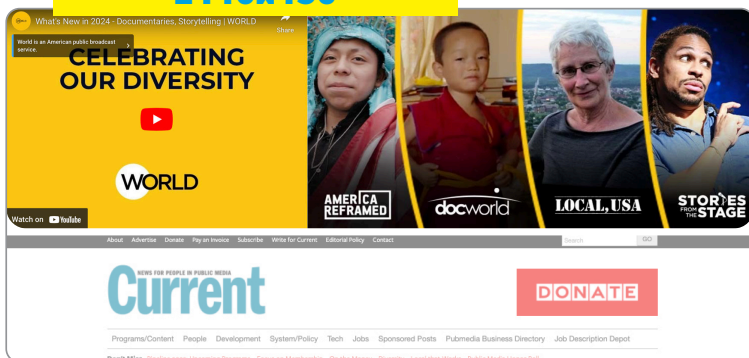 What's New in 2024 - Documentaries, Storytelling | WORLD
Share
World is an American public broadcast
service.
CELEBRATING
OUR DIVERSITY
WORLD
AMERICA
REFRAMED
docworld
LOCAL, USA
STORIES
FROM THE STAGE
Watch on YouTube
About Advertise Donate Pay an Invoice Subscribe Write for Current Editorial Policy Contact
Search GO
NEWS FOR PEOPLE IN PUBLIC MEDIA
Current
DONATE
Programs/Content People Development System/Policy Tech Jobs Sponsored Posts Pubmedia Business Directory Job Description Depot